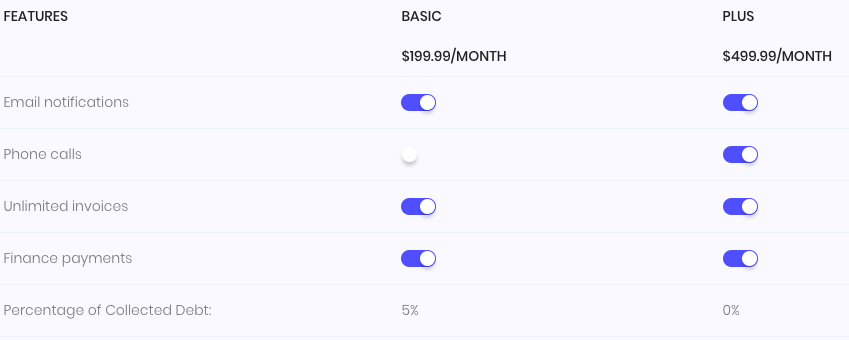 FEATURES BASIC PLUS
$199.99/MONTH $499.99/MONTH
Email notifications
Phone calls
Unlimited invoices
Finance payments
Percentage of Collected Debt: 5% 0%